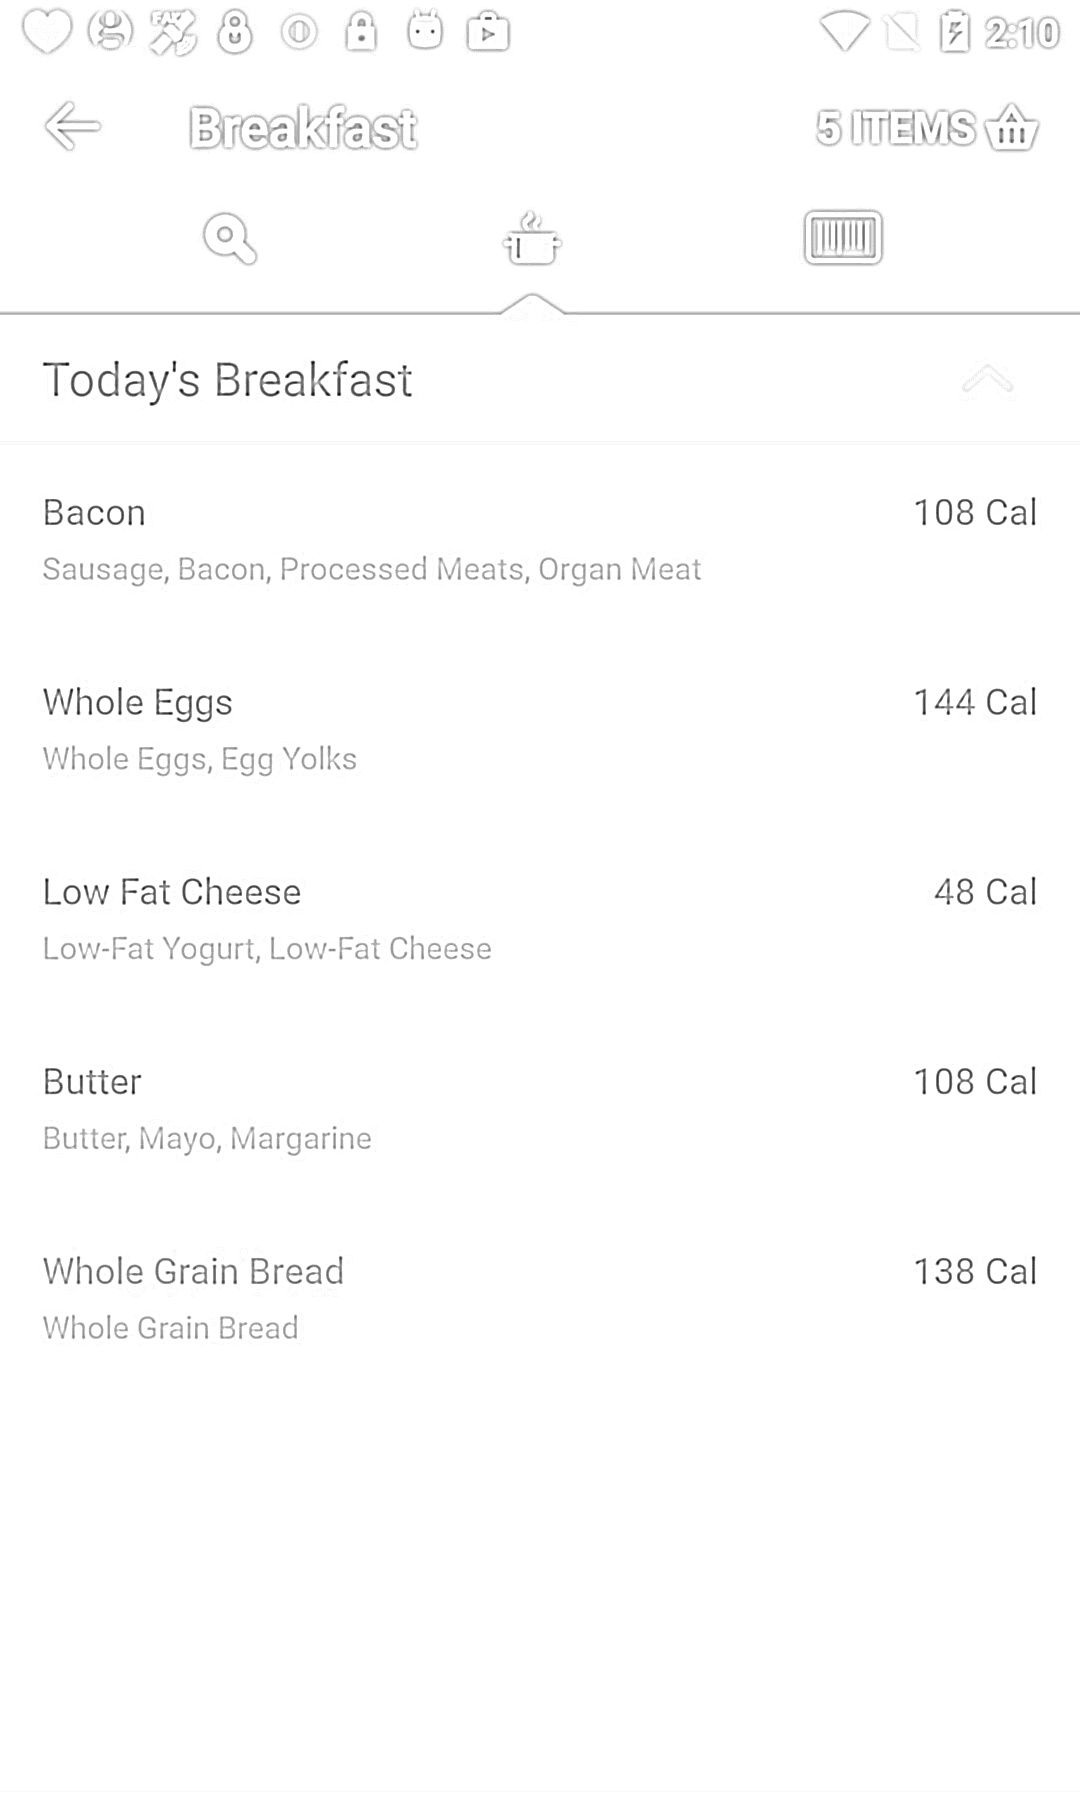 2:10
Breakfast
5 ITEMS
Today's Breakfast
Bacon
108 Cal
Sausage, Bacon, Processed Meats, Organ Meat
Whole Eggs
144 Cal
Whole Eggs, Egg Yolks
Low Fat Cheese
48 Cal
Low-Fat Yogurt, Low-Fat Cheese
Butter
108 Cal
Butter, Mayo, Margarine
Whole Grain Bread
138 Cal
Whole Grain Bread